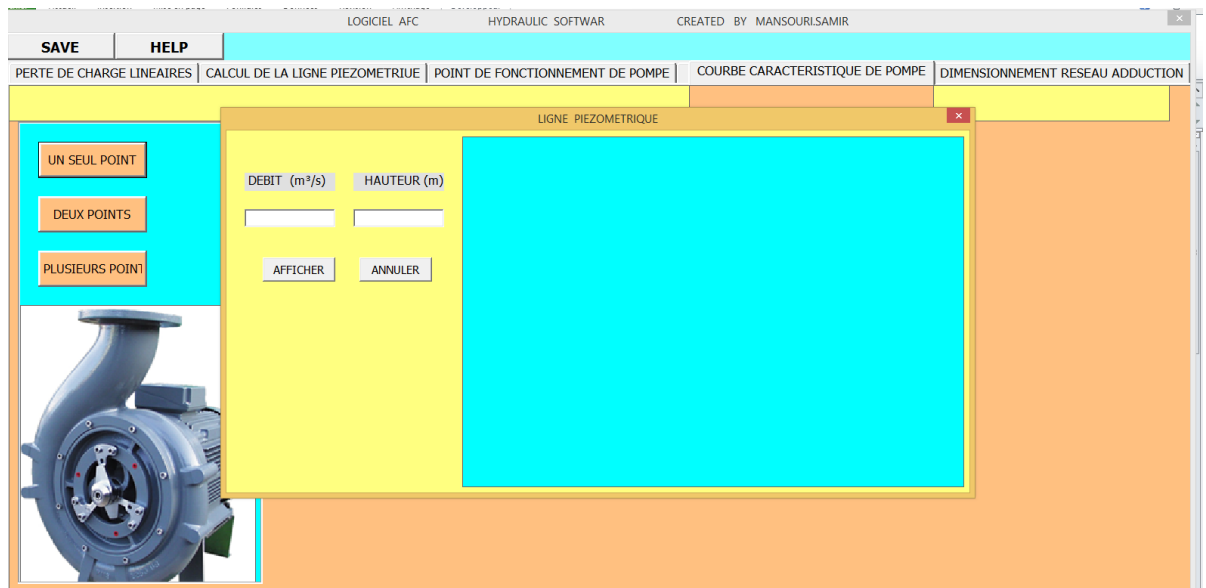 LOGICIEL AFC HYDRAULIC SOFTWAR CREATED BY MANSOURI.SAMIR
SAVE HELP
PERTE DE CHARGE LINEAIRES CALCUL DE LA LIGNE PIEZOMETRIUE POINT DE FONCTIONNEMENT DE POMPE COURBE CARACTERISTIQUE DE POMPE DIMENSIONNEMENT RESEAU ADDUCTION
LIGNE PIEZOMETRIQUE
UN SEUL POINT
DEBIT (m³/s) HAUTEUR (m)
DEUX POINTS
PLUSIEURS POINT
AFFICHER ANNULER